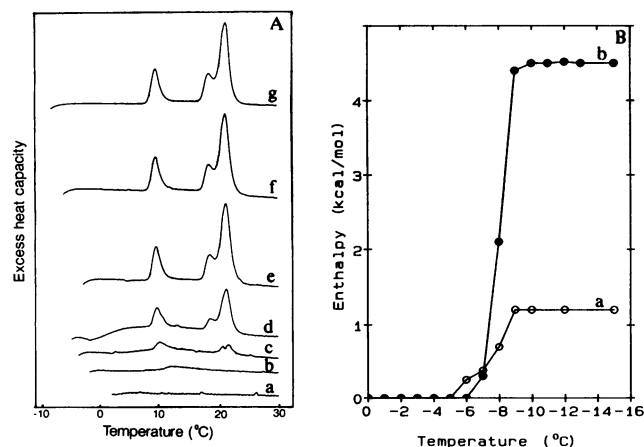 A
Excess heat capacity
g
f
e
d
c
b
a
-10 0 10 20 30
Temperature (°C)
B
Enthalpy (kcal/mol)
4
3
2
1
0
b
a
0 -2 -4 -6 -8 -10 -12 -14 -16
Temperature (°C)